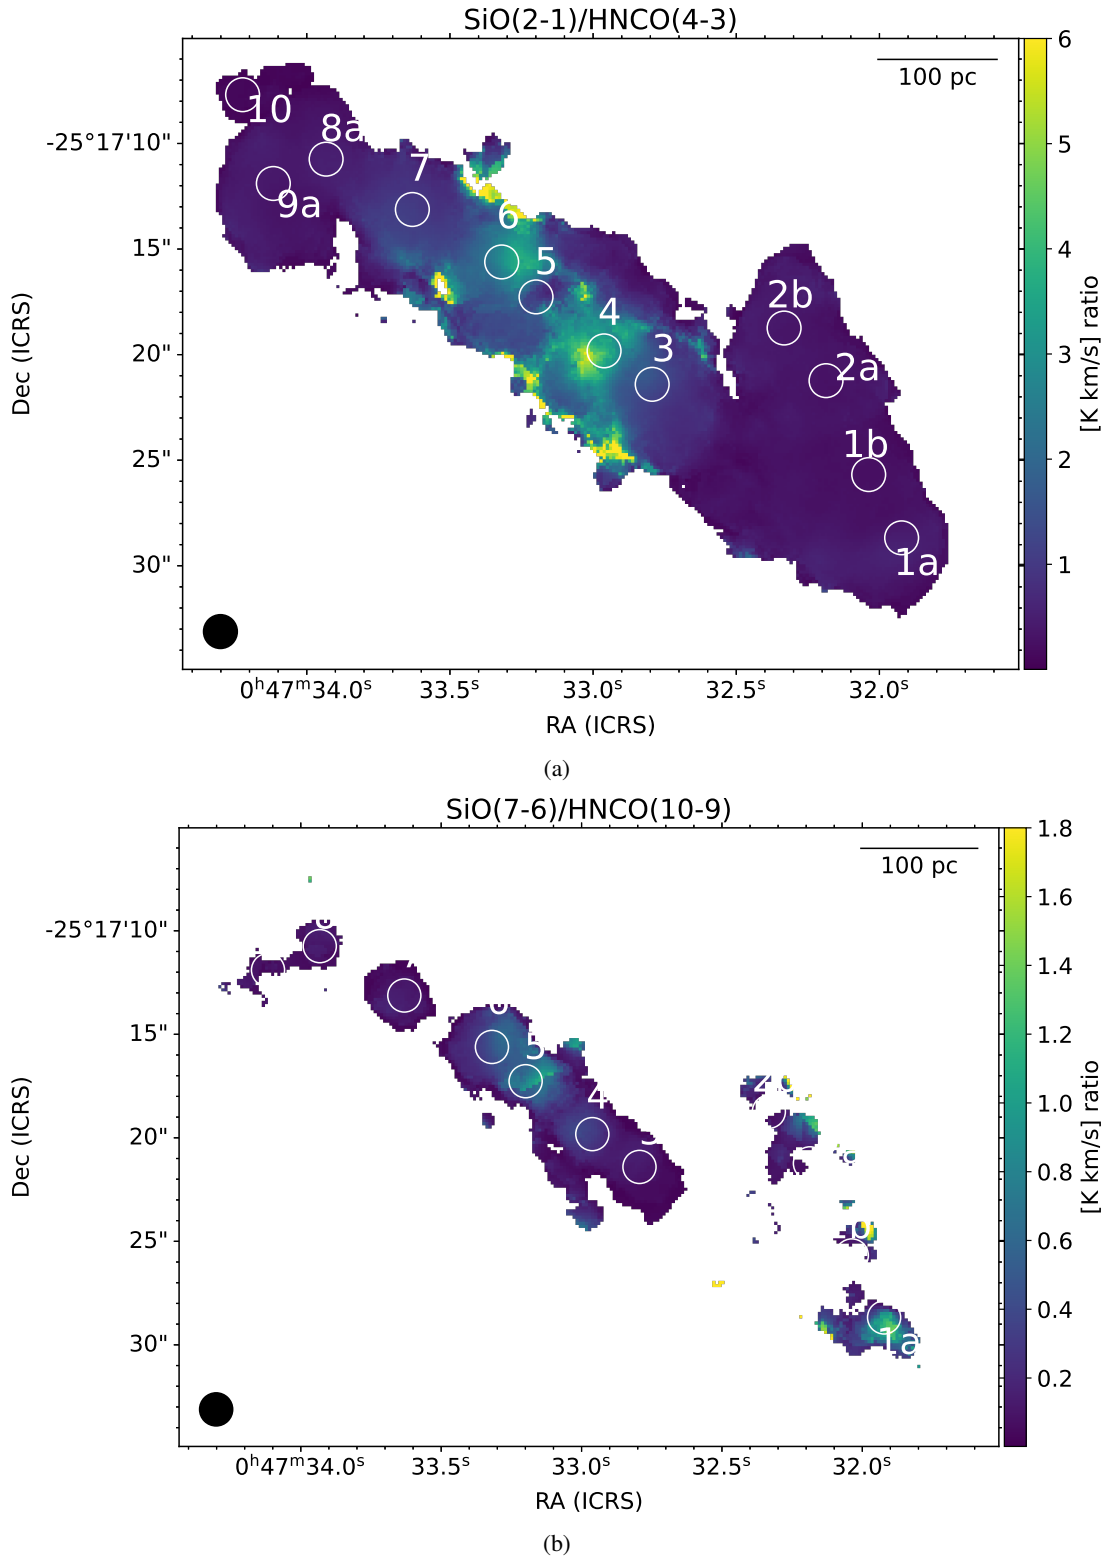 SiO(2-1)/HNCO(4-3)
100 pc
10
8a
7
9a
6
5
4
3
2b
2a
1b
1a
-25°17'10"
15"
20"
25"
30"
Dec (ICRS)
0ʰ47ᵐ34.0ˢ 33.5ˢ 33.0ˢ 32.5ˢ 32.0ˢ
RA (ICRS)
6
5
4
3
2
1
[K km/s] ratio
(a)
SiO(7-6)/HNCO(10-9)
100 pc
5
4
1a
-25°17'10"
15"
20"
25"
30"
Dec (ICRS)
0ʰ47ᵐ34.0ˢ 33.5ˢ 33.0ˢ 32.5ˢ 32.0ˢ
RA (ICRS)
1.8
1.6
1.4
1.2
1.0
0.8
0.6
0.4
0.2
[K km/s] ratio
(b)